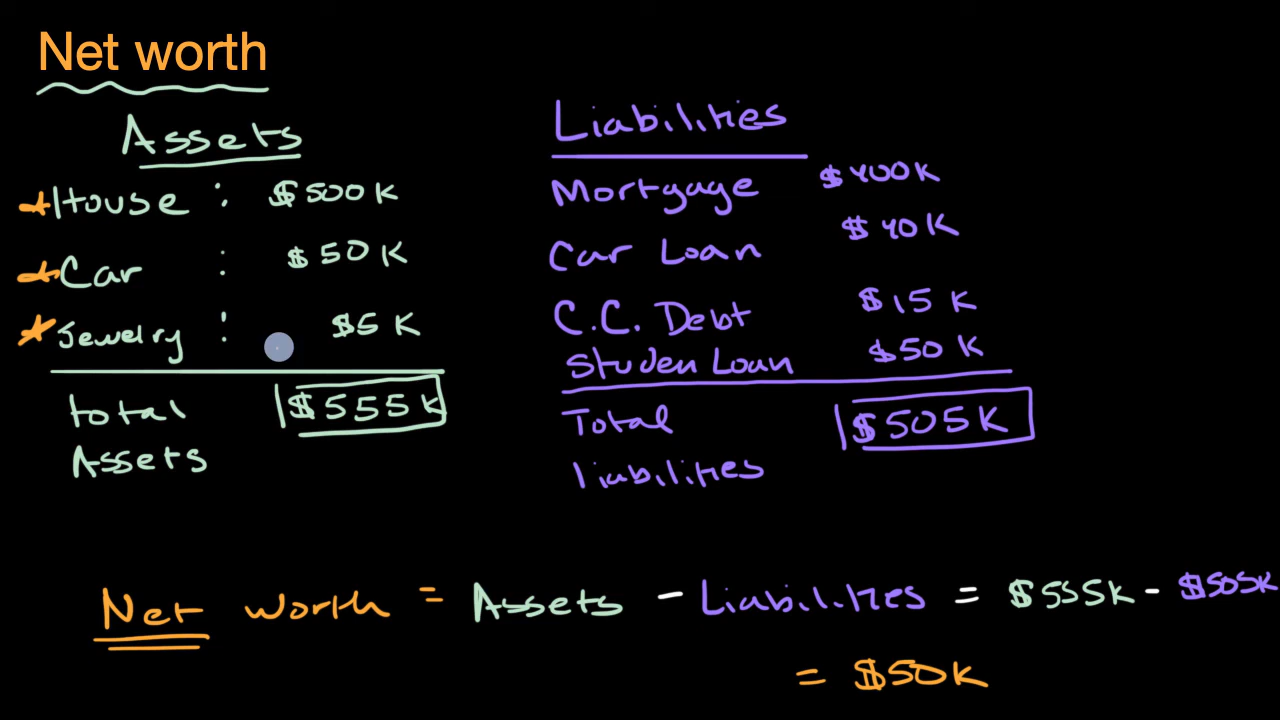 Net worth
Assets
House : $500K
Car : $50K
Jewelry : $5K
total $555K
Assets
Liabilities
Mortgage $400K
Car Loan $40K
C.C. Debt $15K
Studen Loan $50K
Total $505K
liabilities
Net worth = Assets - Liabilities = $555K - $505K
= $50K